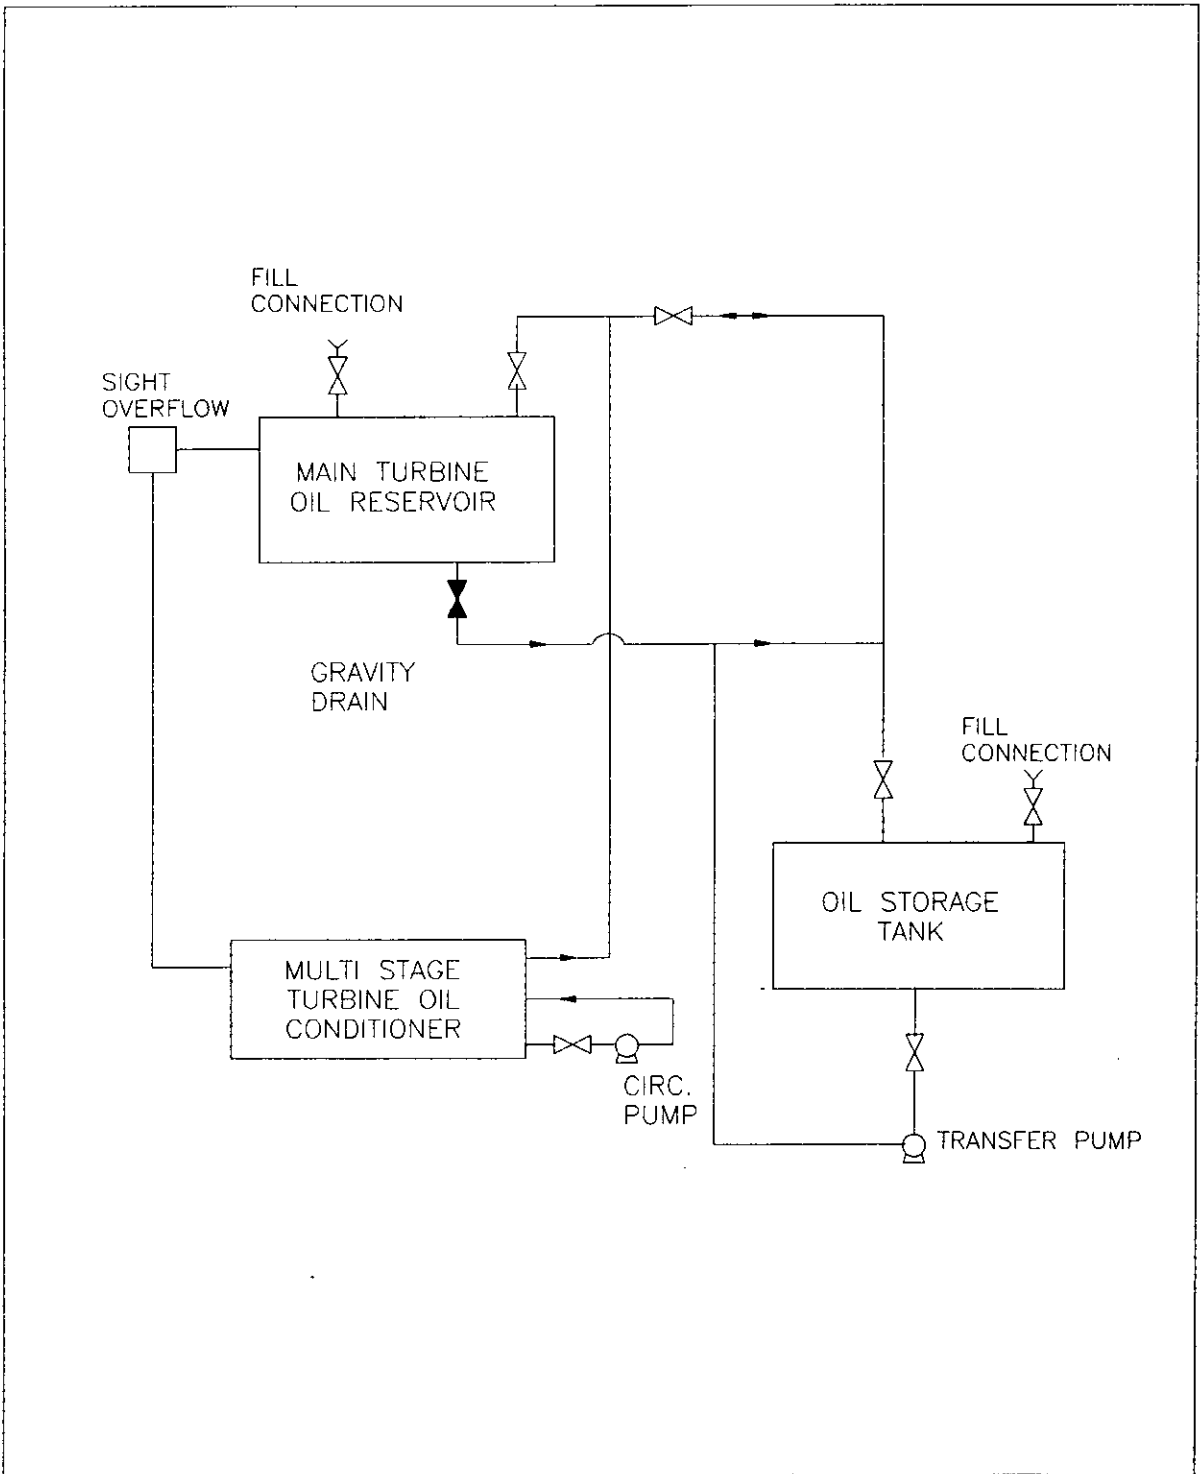 FILL
CONNECTION
SIGHT
OVERFLOW
MAIN TURBINE
OIL RESERVOIR
GRAVITY
DRAIN
FILL
CONNECTION
OIL STORAGE
TANK
MULTI STAGE
TURBINE OIL
CONDITIONER
CIRC.
PUMP
TRANSFER PUMP